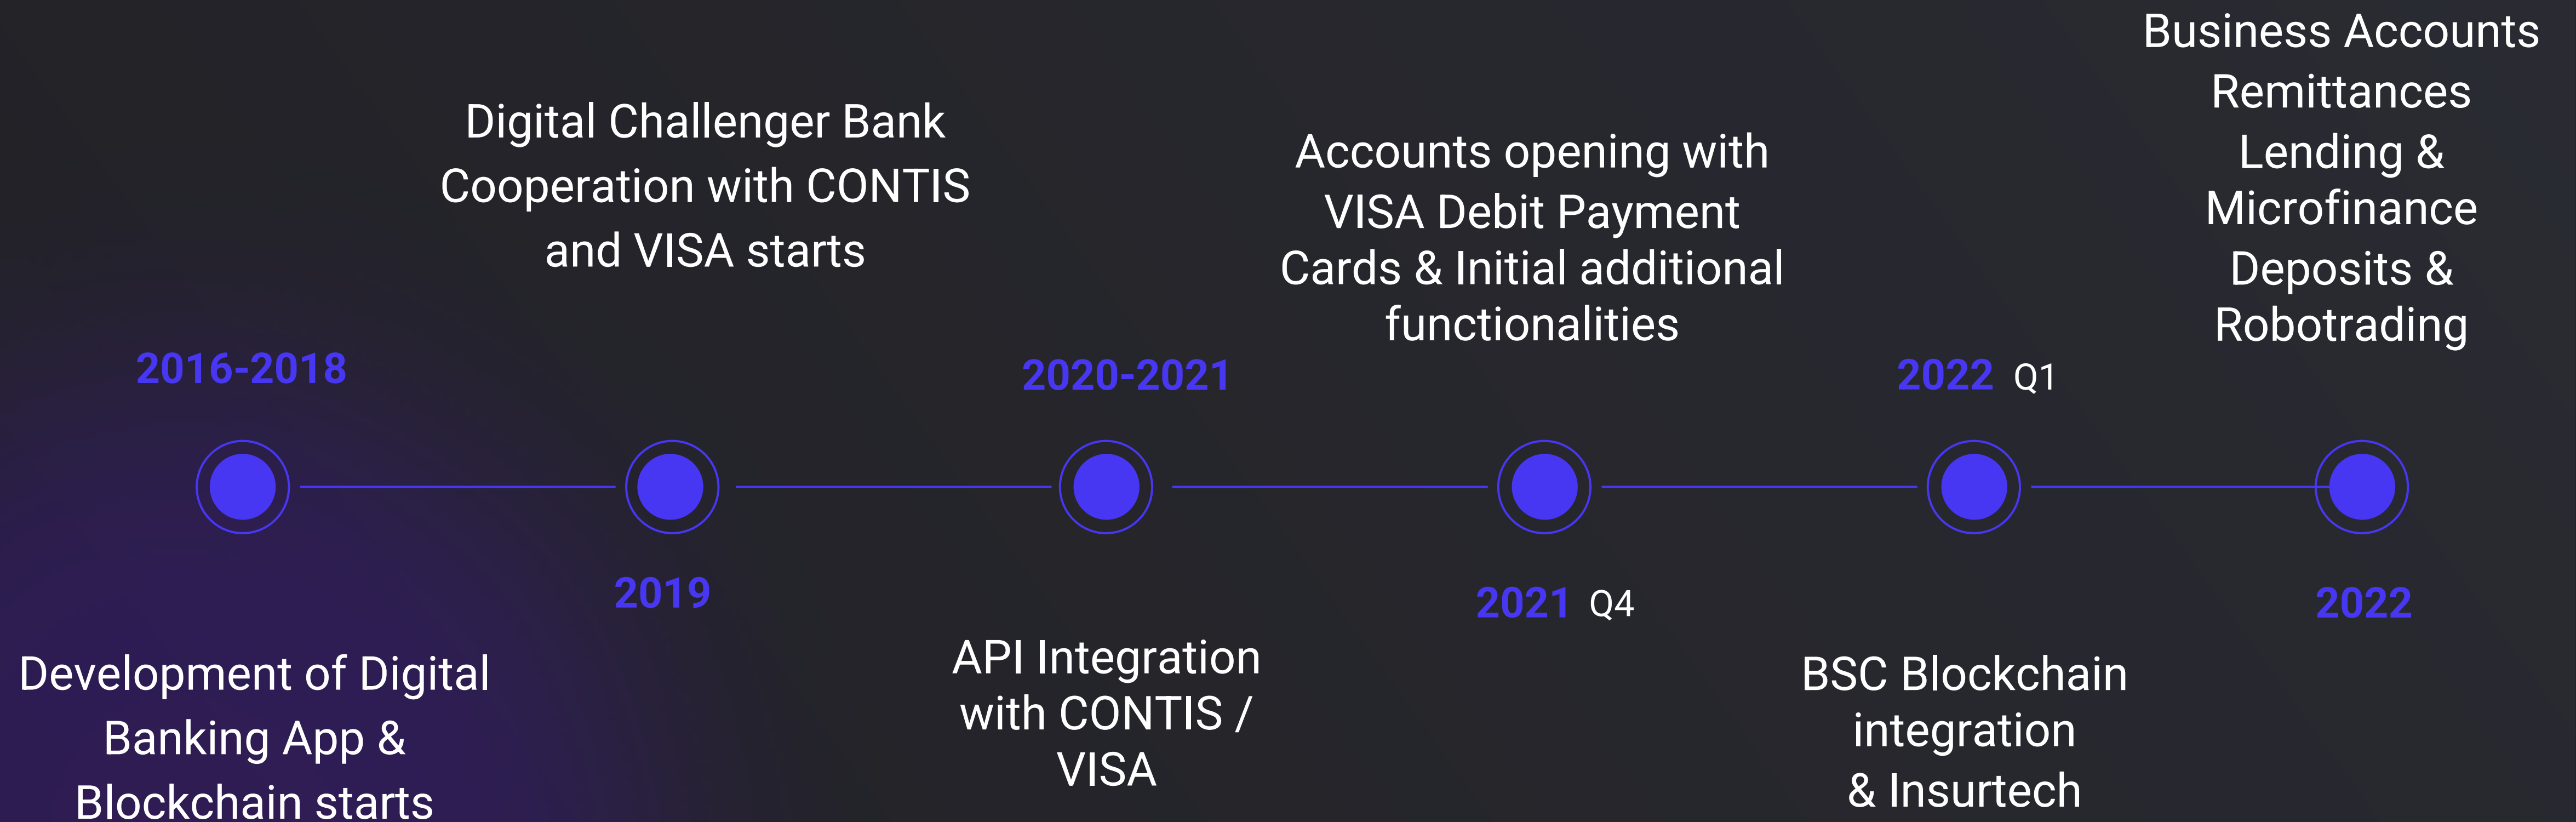 2016-2018
Development of Digital
Banking App &
Blockchain starts
Digital Challenger Bank
Cooperation with CONTIS
and VISA starts
2019
2020-2021
API Integration
with CONTIS /
VISA
Accounts opening with
VISA Debit Payment
Cards & Initial additional
functionalities
2021 Q4
2022 Q1
BSC Blockchain
integration
& Insurtech
Business Accounts
Remittances
Lending &
Microfinance
Deposits &
Robotrading
2022